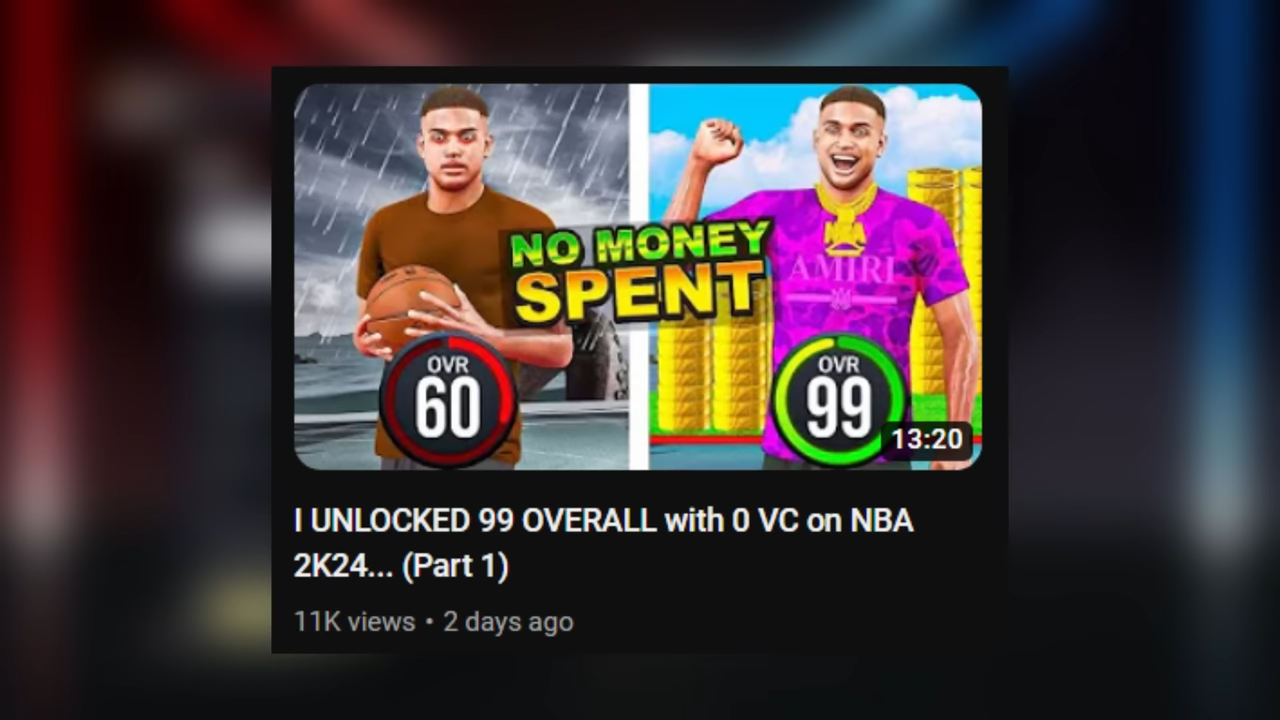 NO MONEY
SPENT
NBA
AMIRI
OVR
60
OVR
99
13:20
I UNLOCKED 99 OVERALL with 0 VC on NBA
2K24... (Part 1)
11K views • 2 days ago